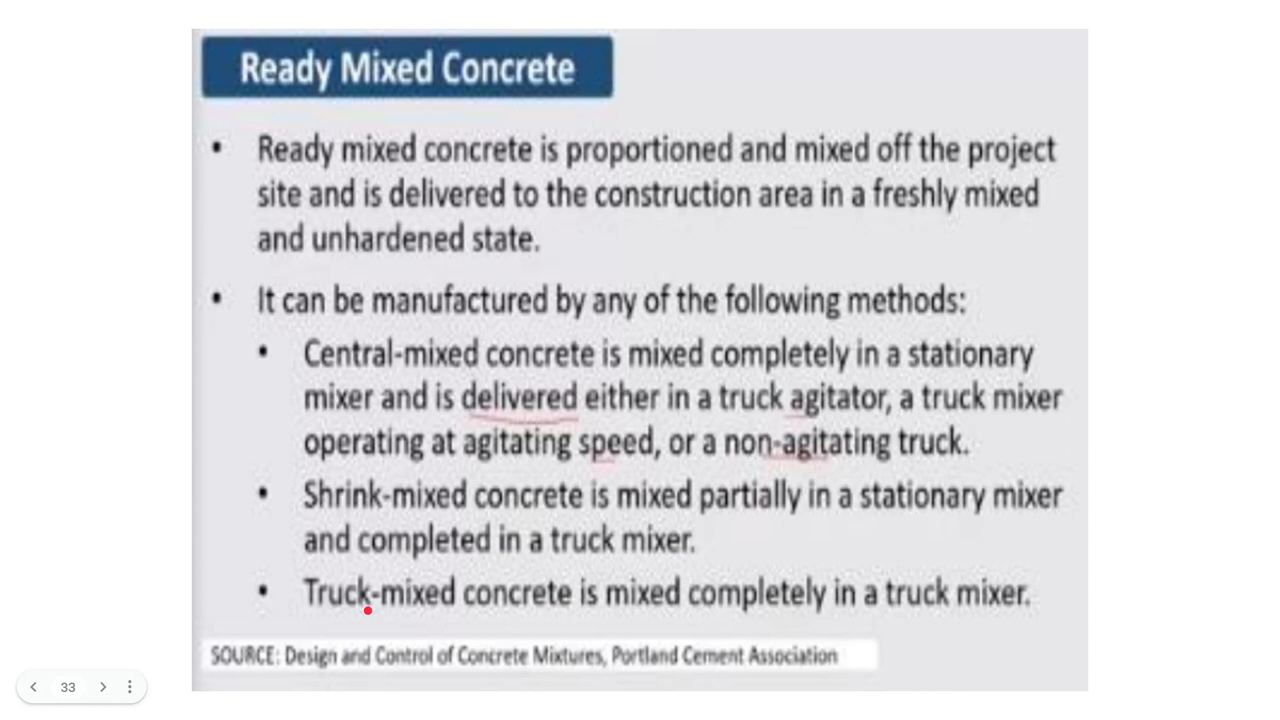 Ready Mixed Concrete
• Ready mixed concrete is proportioned and mixed off the project
site and is delivered to the construction area in a freshly mixed
and unhardened state.
• It can be manufactured by any of the following methods:
• Central-mixed concrete is mixed completely in a stationary
mixer and is delivered either in a truck agitator, a truck mixer
operating at agitating speed, or a non-agitating truck.
• Shrink-mixed concrete is mixed partially in a stationary mixer
and completed in a truck mixer.
• Truck-mixed concrete is mixed completely in a truck mixer.
SOURCE: Design and Control of Concrete Mixtures, Portland Cement Association
33